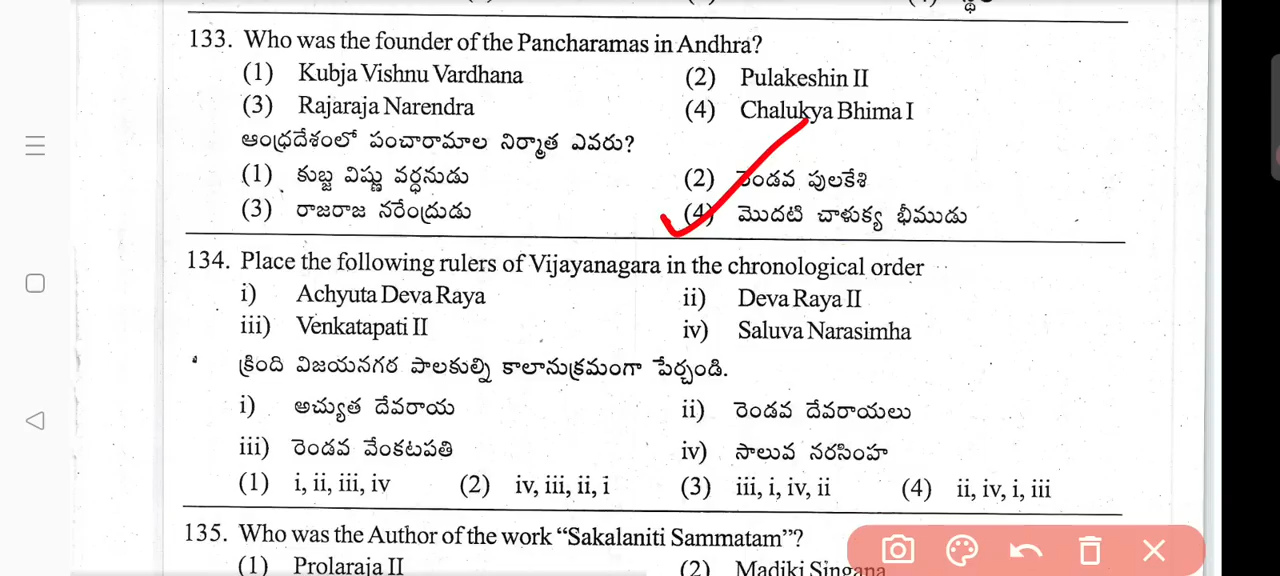 133. Who was the founder of the Pancharamas in Andhra?
(1) Kubja Vishnu Vardhana (2) Pulakeshin II
(3) Rajaraja Narendra (4) Chalukya Bhima I
ఆంధ్రదేశంలో పంచారామాల నిర్మాత ఎవరు?
(1) కుబ్జ విష్ణు వర్ధనుడు (2) రెండవ పులకేశి
(3) రాజరాజ నరేంద్రుడు (4) మొదటి చాళుక్య భీముడు
134. Place the following rulers of Vijayanagara in the chronological order
i) Achyuta Deva Raya ii) Deva Raya II
iii) Venkatapati II iv) Saluva Narasimha
క్రింది విజయనగర పాలకుల్ని కాలానుక్రమంగా పేర్చండి.
i) అచ్యుత దేవరాయ ii) రెండవ దేవరాయలు
iii) రెండవ వేంకటపతి iv) సాలువ నరసింహ
(1) i, ii, iii, iv (2) iv, iii, ii, i (3) iii, i, iv, ii (4) ii, iv, i, iii
135. Who was the Author of the work “Sakalaniti Sammatam”?
(1) Prolaraja II (2) Madiki Singana